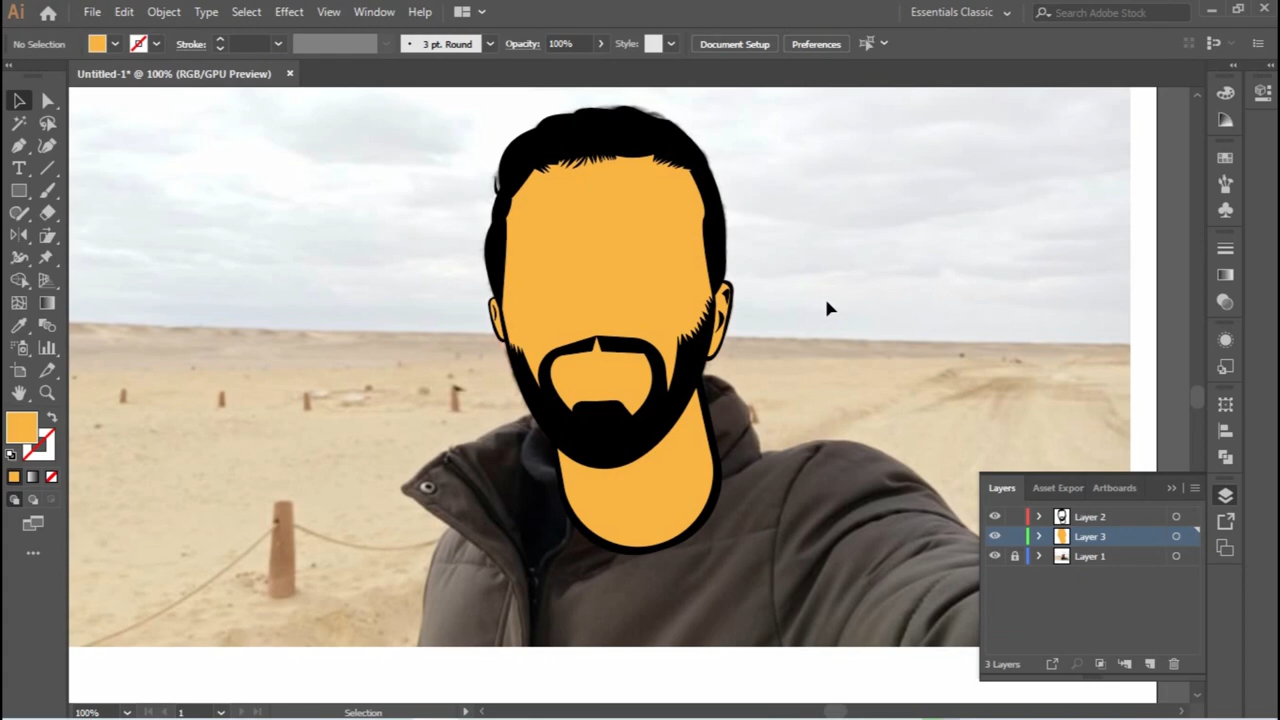 Ai File Edit Object Type Select Effect View Window Help Essentials Classic Search Adobe Stock
No Selection Stroke: 3 pt. Round Opacity: 100% Style: Document Setup Preferences
Untitled-1* @ 100% (RGB/GPU Preview)
Layers Asset Expor Artboards
Layer 2
Layer 3
Layer 1
3 Layers
100% 1 Selection